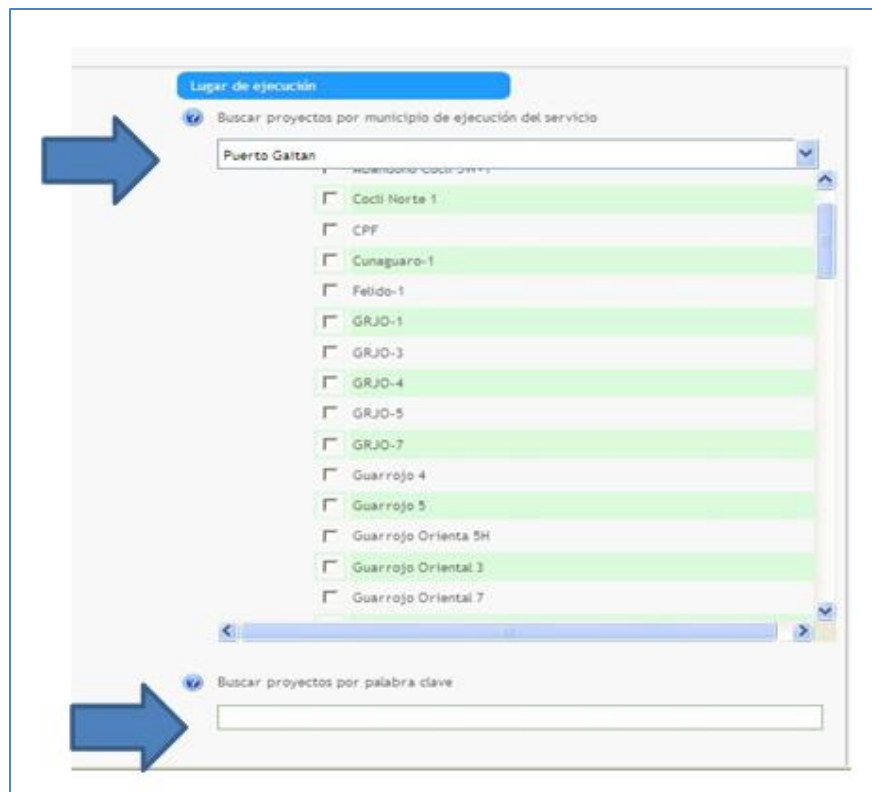 Lugar de ejecución
Buscar proyectos por municipio de ejecución del servicio
Puerto Gaitan
Cocli Norte 1
CPF
Cunaguaro-1
Felido-1
GRJO-1
GRJO-3
GRJO-4
GRJO-5
GRJO-7
Guarrojo 4
Guarrojo 5
Guarrojo Orienta 5H
Guarrojo Oriental 3
Guarrojo Oriental 7
Buscar proyectos por palabra clave